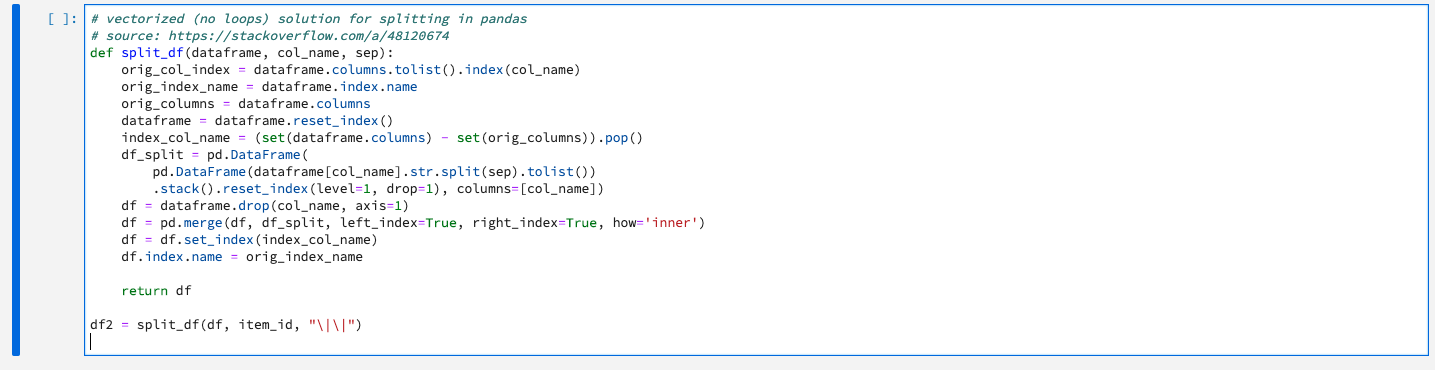 [ ]: # vectorized (no loops) solution for splitting in pandas
# source: https://stackoverflow.com/a/48120674
def split_df(dataframe, col_name, sep):
    orig_col_index = dataframe.columns.tolist().index(col_name)
    orig_index_name = dataframe.index.name
    orig_columns = dataframe.columns
    dataframe = dataframe.reset_index()
    index_col_name = (set(dataframe.columns) - set(orig_columns)).pop()
    df_split = pd.DataFrame(
        pd.DataFrame(dataframe[col_name].str.split(sep).tolist())
        .stack().reset_index(level=1, drop=1), columns=[col_name])
    df = dataframe.drop(col_name, axis=1)
    df = pd.merge(df, df_split, left_index=True, right_index=True, how='inner')
    df = df.set_index(index_col_name)
    df.index.name = orig_index_name
    return df
df2 = split_df(df, item_id, "\|\|")